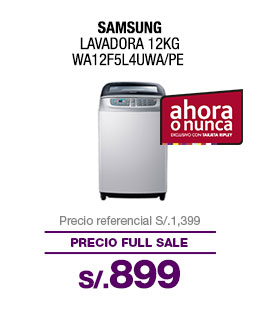 SAMSUNG
LAVADORA 12KG
WA12F5L4UWA/PE
ahora
o nunca
EXCLUSIVO CON TARJETA RIPLEY
Precio referencial S/.1,399
PRECIO FULL SALE
S/.899